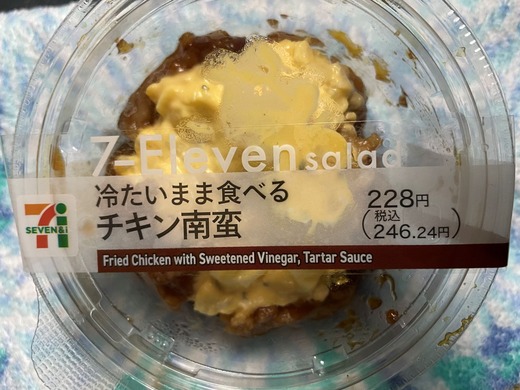 7-Eleven salad
冷たいまま食べる
チキン南蛮
228円
(税込
246.24円)
SEVEN&i
Fried Chicken with Sweetened Vinegar, Tartar Sauce